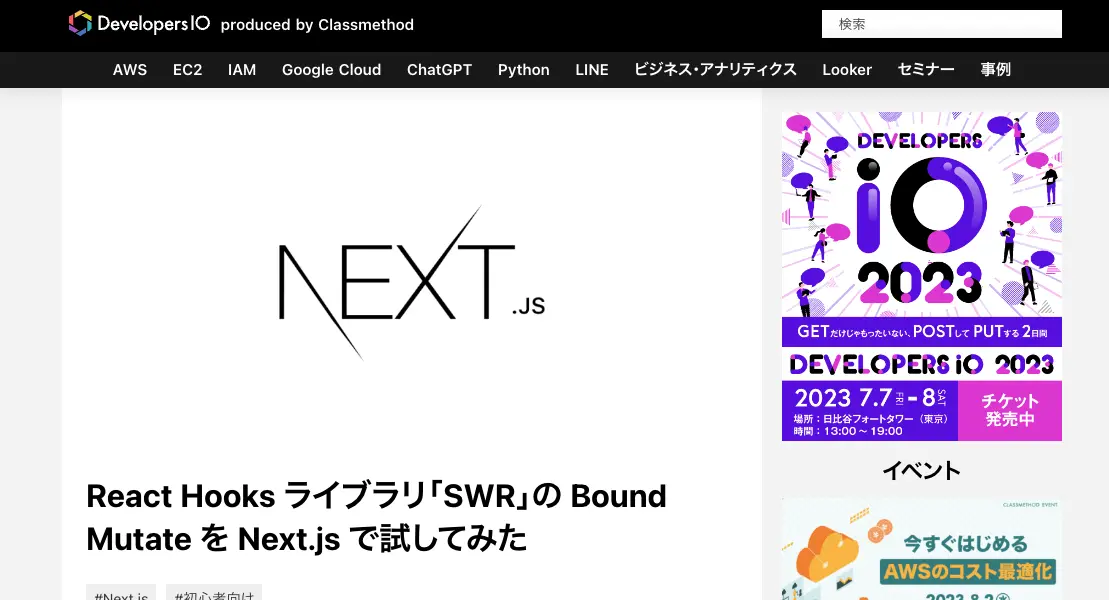 DevelopersIO produced by Classmethod
検索
AWS EC2 IAM Google Cloud ChatGPT Python LINE ビジネス・アナリティクス Looker セミナー 事例
NEXT.JS
React Hooks ライブラリ「SWR」の Bound
Mutate を Next.js で試してみた
#Next.js #初心者向け
DEVELOPERS
iO
2023
GETだけじゃもったいない、POSTして PUTする 2日間
DEVELOPERS iO 2023
2023 7.7 FRI - 8 SAT
場所：日比谷フォートタワー（東京）
時間：13:00 ~ 19:00
チケット
発売中
イベント
CLASSMETHOD EVENT
今すぐはじめる
AWSのコスト最適化
2023.8.2